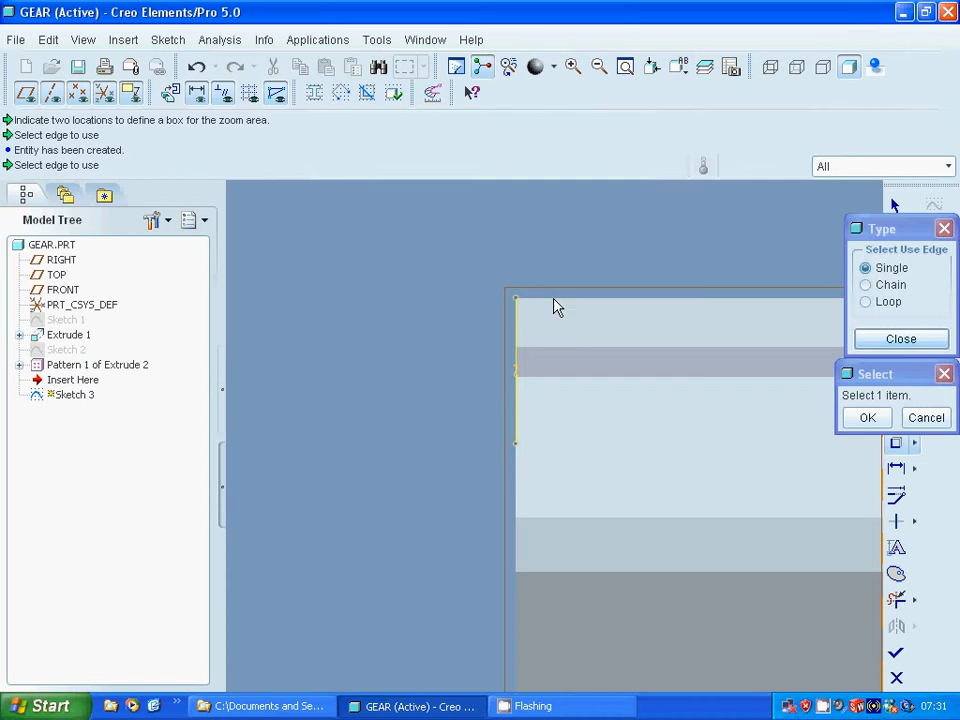 GEAR (Active) - Creo Elements/Pro 5.0
File Edit View Insert Sketch Analysis Info Applications Tools Window Help
Indicate two locations to define a box for the zoom area.
Select edge to use
Entity has been created.
Select edge to use
All
Model Tree
GEAR.PRT
RIGHT
TOP
FRONT
PRT_CSYS_DEF
Sketch 1
Extrude 1
Sketch 2
Pattern 1 of Extrude 2
Insert Here
Sketch 3
Type
Select Use Edge
Single
Chain
Loop
Close
Select
Select 1 item.
OK Cancel
Start
C:\Documents and Se...
GEAR (Active) - Creo ...
Flashing
07:31